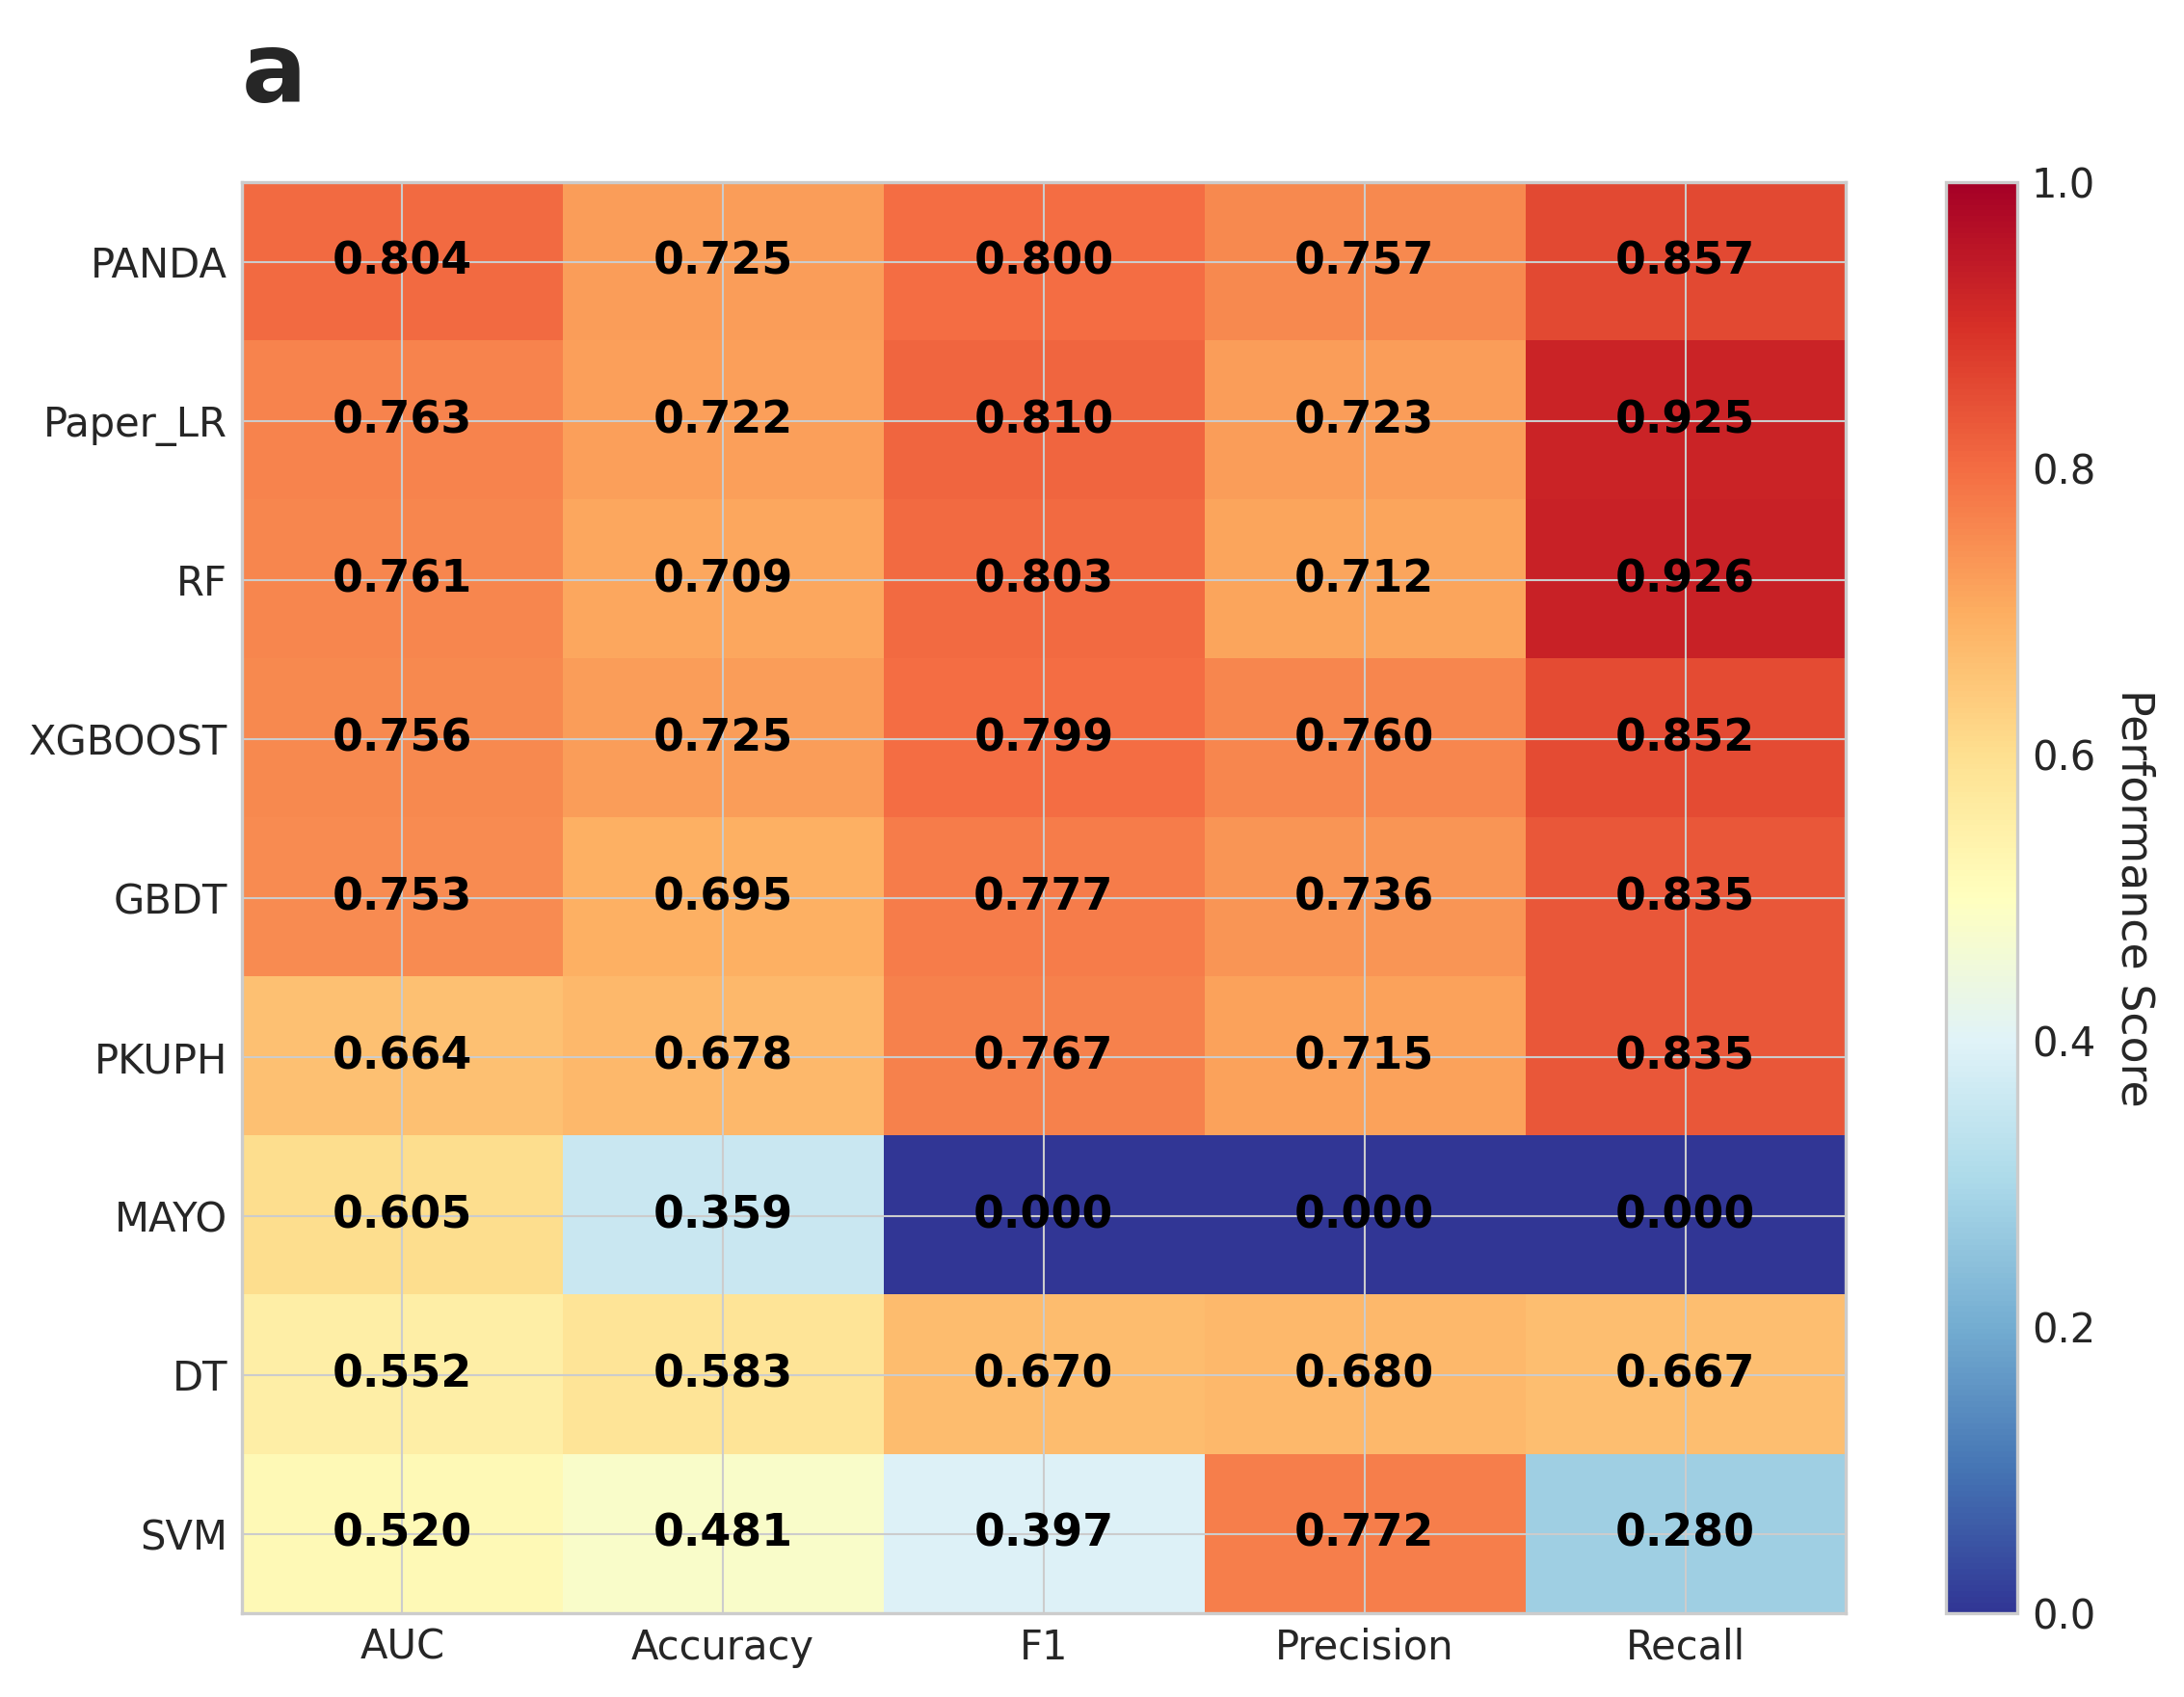 a
PANDA 0.804 0.725 0.800 0.757 0.857
Paper_LR 0.763 0.722 0.810 0.723 0.925
RF 0.761 0.709 0.803 0.712 0.926
XGBOOST 0.756 0.725 0.799 0.760 0.852
GBDT 0.753 0.695 0.777 0.736 0.835
PKUPH 0.664 0.678 0.767 0.715 0.835
MAYO 0.605 0.359 0.000 0.000 0.000
DT 0.552 0.583 0.670 0.680 0.667
SVM 0.520 0.481 0.397 0.772 0.280
AUC Accuracy F1 Precision Recall
1.0
0.8
0.6
0.4
0.2
0.0
Performance Score